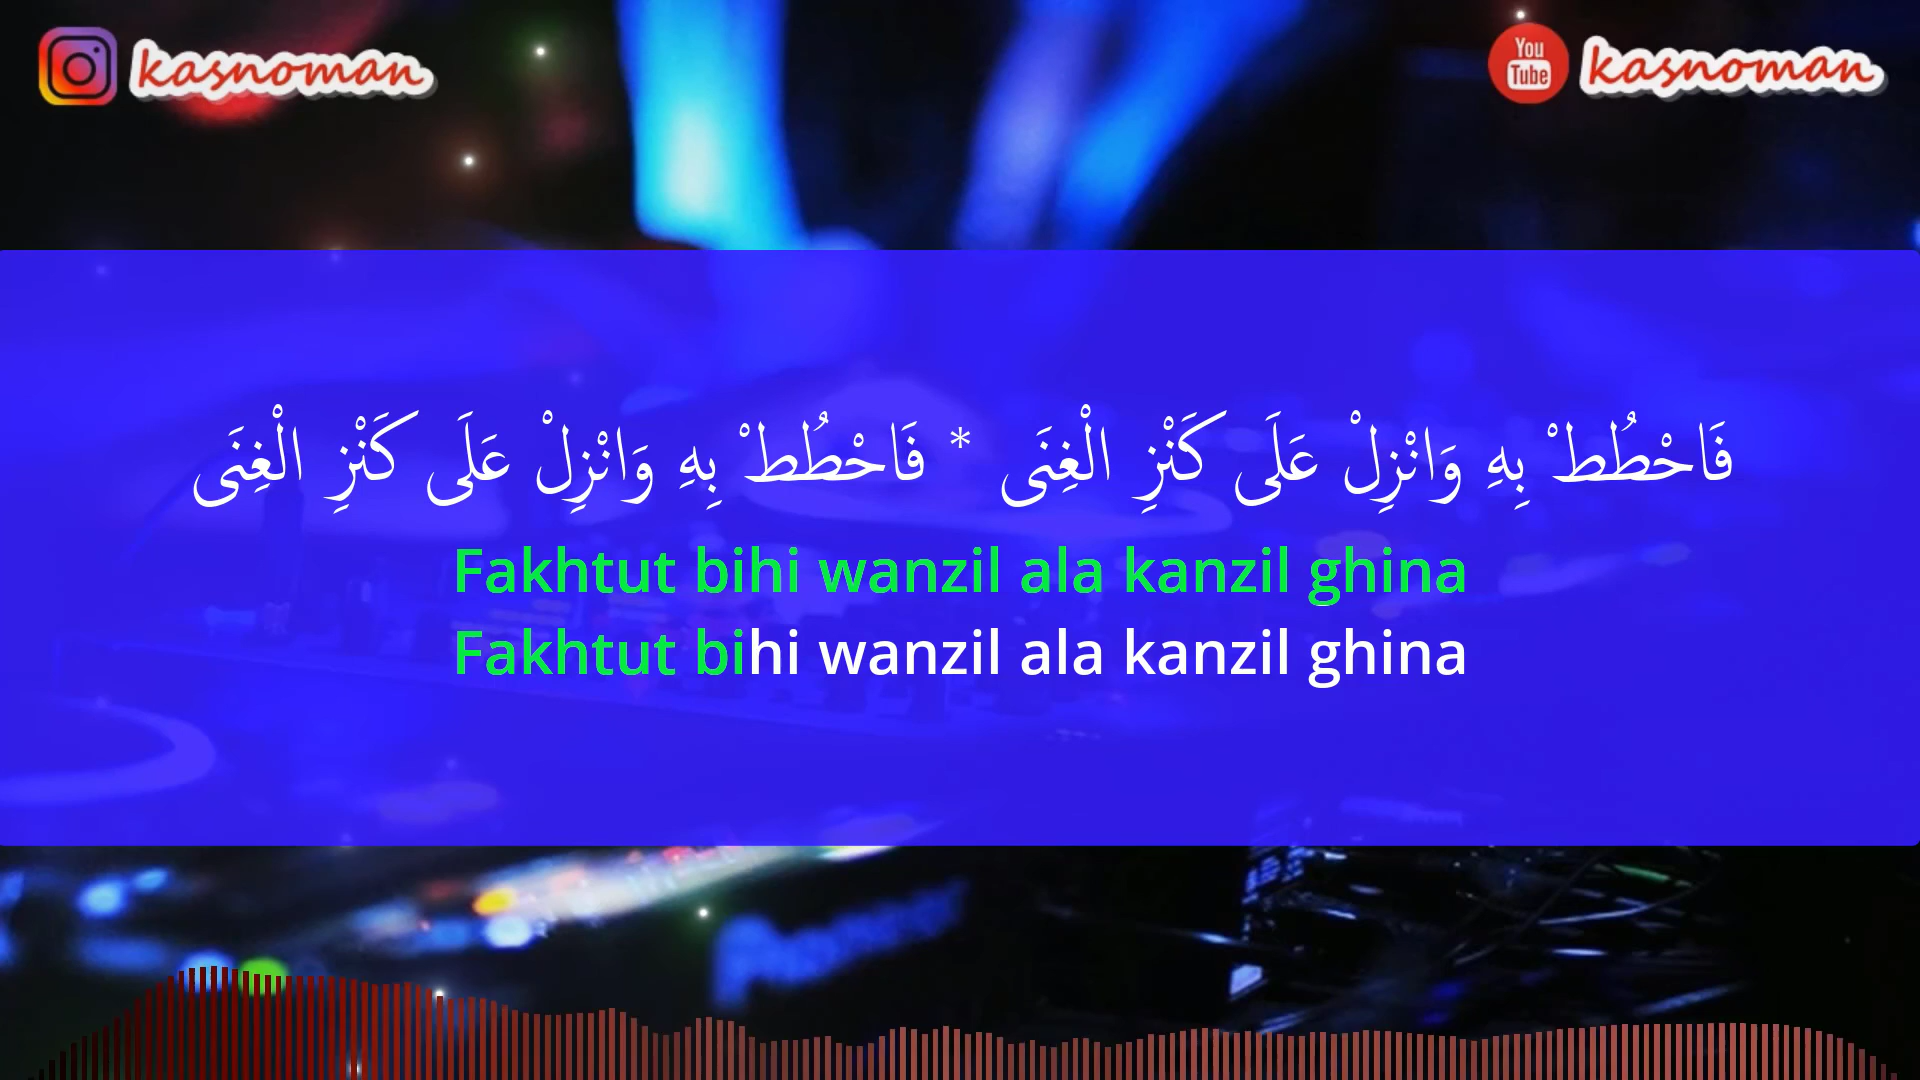 kasnoman
You Tube kasnoman
فَاحْطُطْ بِهِ وَانْزِلْ عَلَى كَنْزِ الْغِنَى * فَاحْطُطْ بِهِ وَانْزِلْ عَلَى كَنْزِ الْغِنَى
Fakhtut bihi wanzil ala kanzil ghina
Fakhtut bihi wanzil ala kanzil ghina